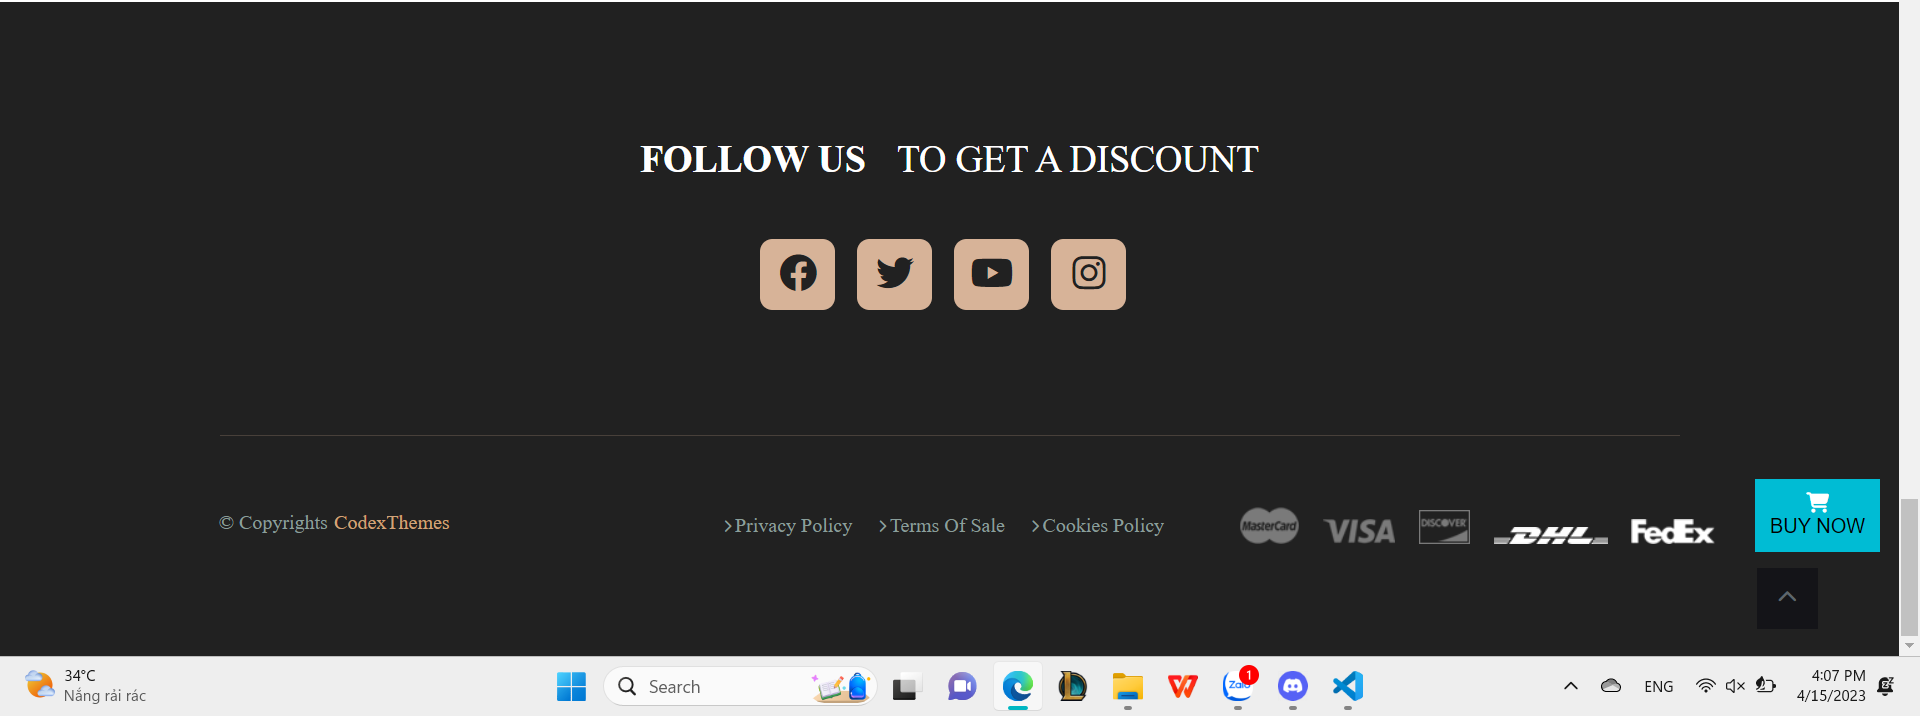 FOLLOW US TO GET A DISCOUNT
© Copyrights CodexThemes
Privacy Policy
Terms Of Sale
Cookies Policy
MasterCard
VISA
DISCOVER
DHL
FedEx
BUY NOW
34°C
Nắng rải rác
Search
Zalo
1
ENG
4:07 PM
4/15/2023